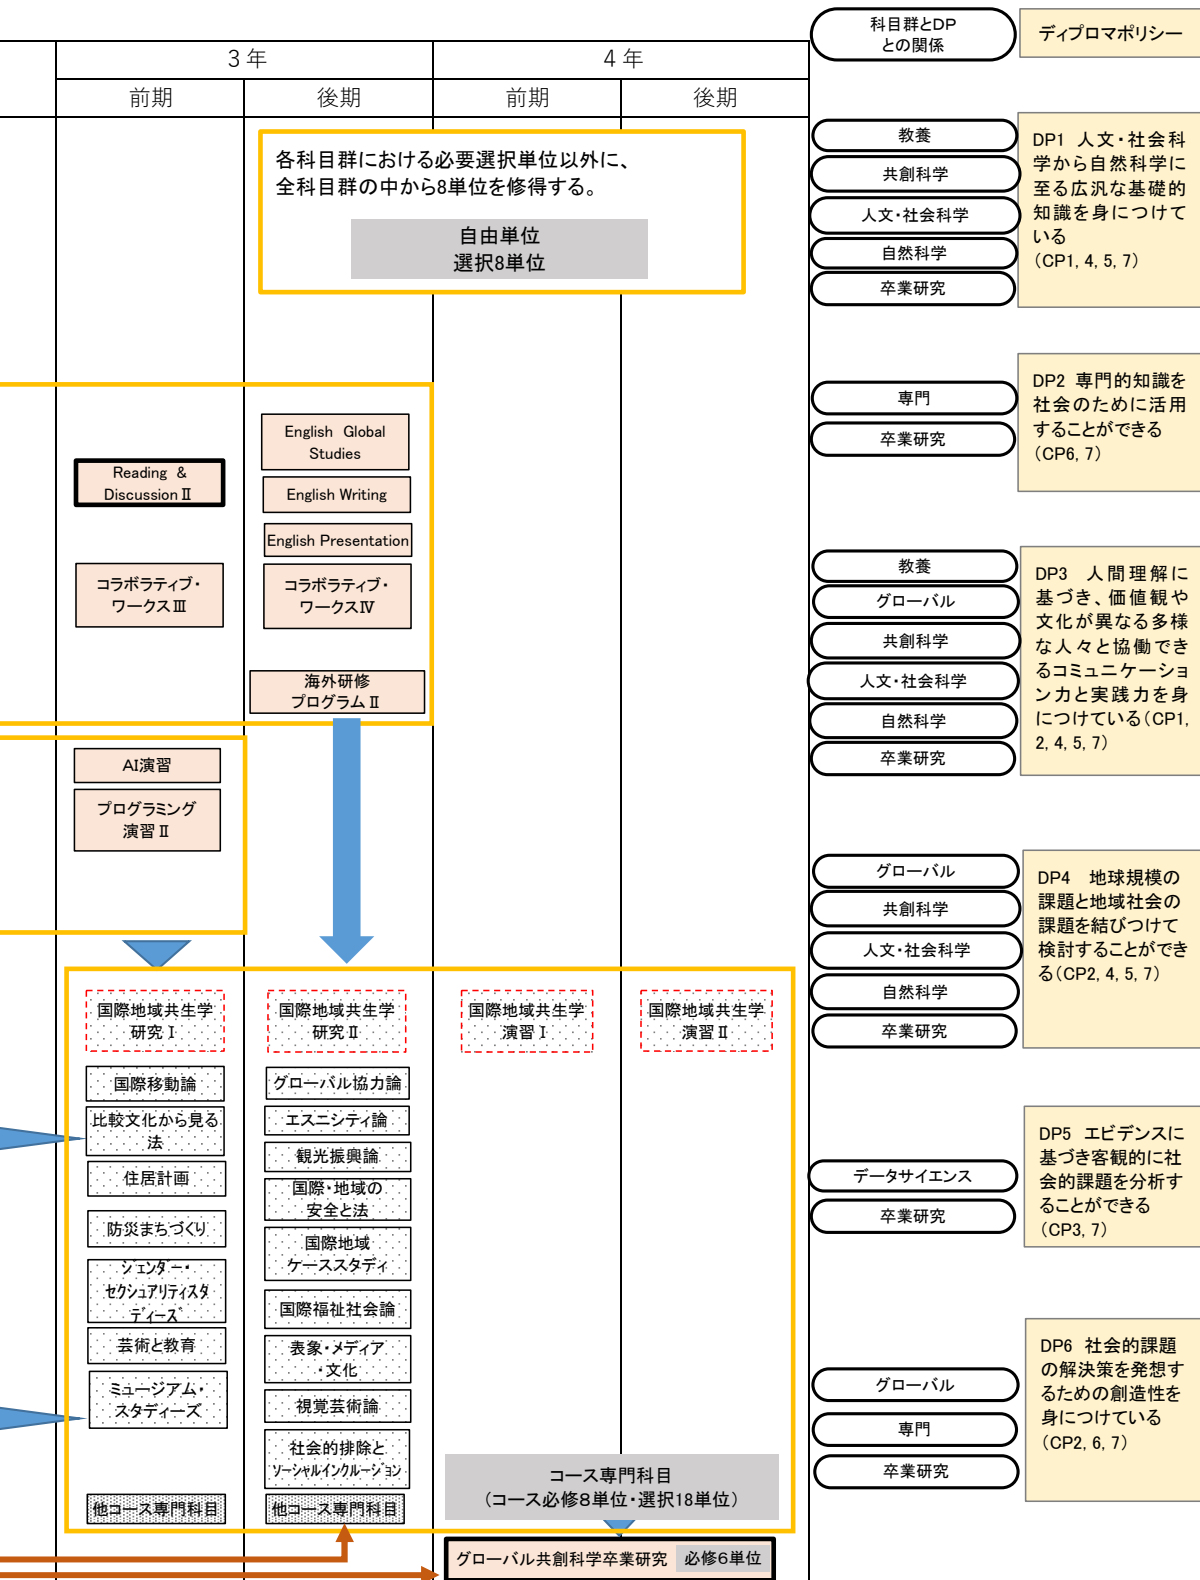 科目群とDP
との関係
ディプロマポリシー
3年
4年
前期
後期
前期
後期
各科目群における必要選択単位以外に、
全科目群の中から8単位を修得する。
自由単位
選択8単位
教養
共創科学
人文・社会科学
自然科学
卒業研究
DP1 人文・社会科
学から自然科学に
至る広汎な基礎的
知識を身につけて
いる
(CP1, 4, 5, 7)
Reading &
Discussion Ⅱ
English Global
Studies
English Writing
English Presentation
コラボラティブ・
ワークスⅢ
コラボラティブ・
ワークスⅣ
海外研修
プログラムⅡ
専門
卒業研究
DP2 専門的知識を
社会のために活用
することができる
(CP6, 7)
教養
グローバル
共創科学
人文・社会科学
自然科学
卒業研究
DP3 人間理解に
基づき、価値観や
文化が異なる多様
な人々と協働でき
るコミュニケーショ
ン力と実践力を身
につけている(CP1,
2, 4, 5, 7)
AI演習
プログラミング
演習Ⅱ
グローバル
共創科学
人文・社会科学
自然科学
卒業研究
DP4 地球規模の
課題と地域社会の
課題を結びつけて
検討することができ
る(CP2, 4, 5, 7)
国際地域共生学
研究Ⅰ
国際地域共生学
研究Ⅱ
国際地域共生学
演習Ⅰ
国際地域共生学
演習Ⅱ
国際移動論
比較文化から見る
法
住居計画
防災まちづくり
ジェンダー・
セクシュアリティスタ
ディーズ
芸術と教育
ミュージアム・
スタディーズ
他コース専門科目
グローバル協力論
エスニシティ論
観光振興論
国際・地域の
安全と法
国際地域
ケーススタディ
国際福祉社会論
表象・メディア
・文化
視覚芸術論
社会的排除と
ソーシャルインクルージョン
他コース専門科目
コース専門科目
(コース必修8単位・選択18単位)
グローバル共創科学卒業研究 必修6単位
データサイエンス
卒業研究
DP5 エビデンスに
基づき客観的に社
会的課題を分析す
ることができる
(CP3, 7)
グローバル
専門
卒業研究
DP6 社会的課題
の解決策を発想す
るための創造性を
身につけている
(CP2, 6, 7)